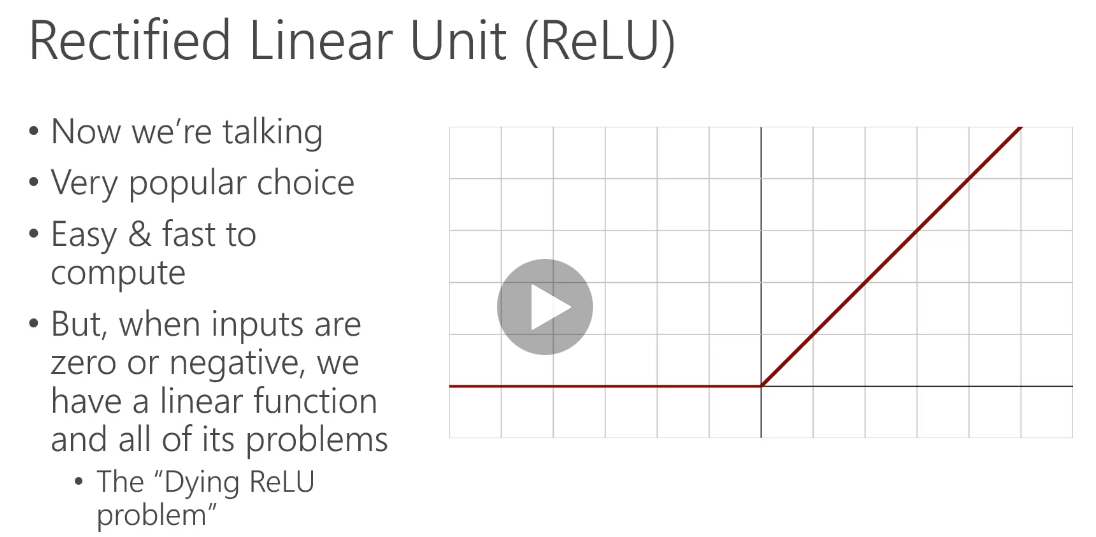 Rectified Linear Unit (ReLU)
• Now we’re talking
• Very popular choice
• Easy & fast to
compute
• But, when inputs are
zero or negative, we
have a linear function
and all of its problems
• The “Dying ReLU
problem”